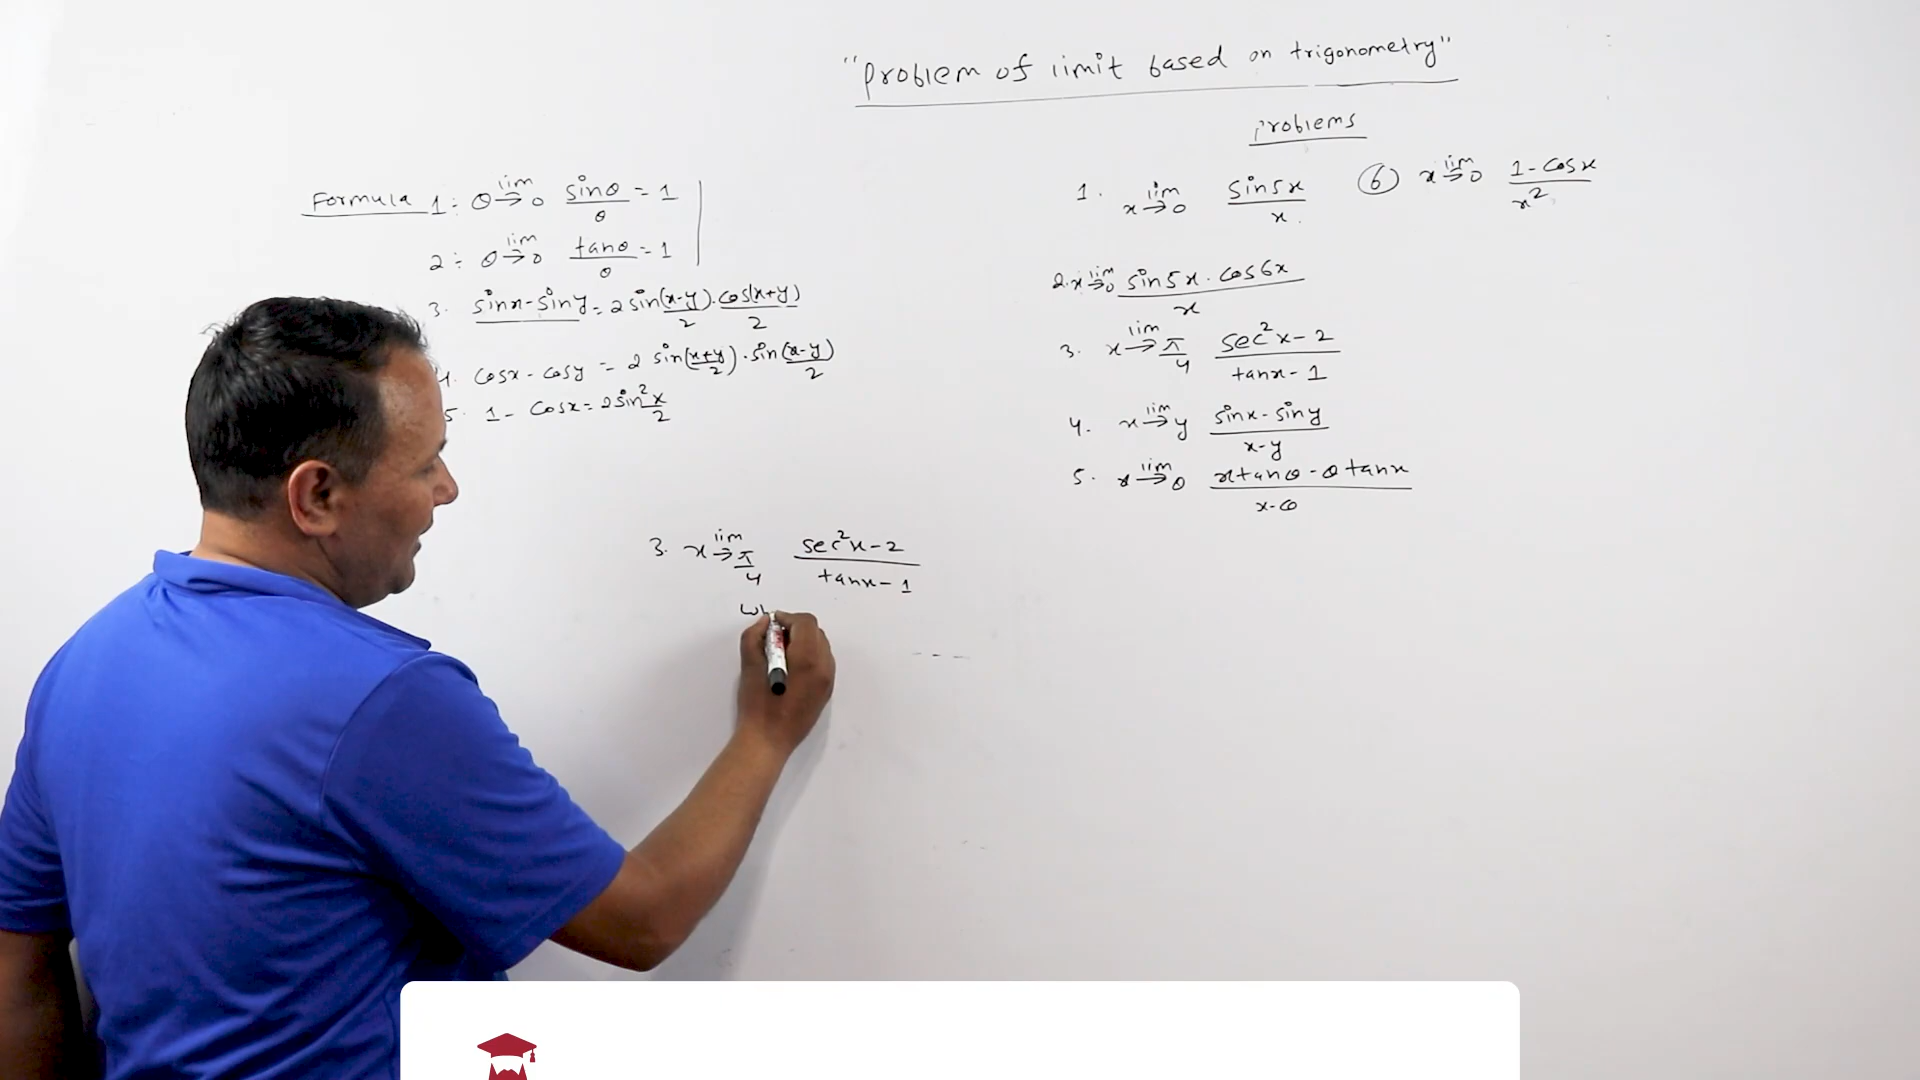 "Problem of limit based on trigonometry"
Problems
Formula 1: θ lim→ 0 sinθ/θ = 1
2: θ lim→ 0 tanθ/θ = 1
3. sinx-siny = 2 sin(x-y)/2 . cos(x+y)/2
4. cosx - cosy = 2 sin(x+y)/2 . sin(x-y)/2
5. 1 - cosx = 2sin²x/2
1. x lim→ 0 sin5x/x
⑥ x lim→ 0 1-cosx/x²
2. x lim→ 0 sin5x . cos6x/x
3. x lim→ π/4 sec²x-2/tanx-1
4. x lim→ y sinx-siny/x-y
5. x lim→ θ xtanθ-θtanx/x-θ
3. x lim→ π/4 sec²x-2/tanx-1
wh